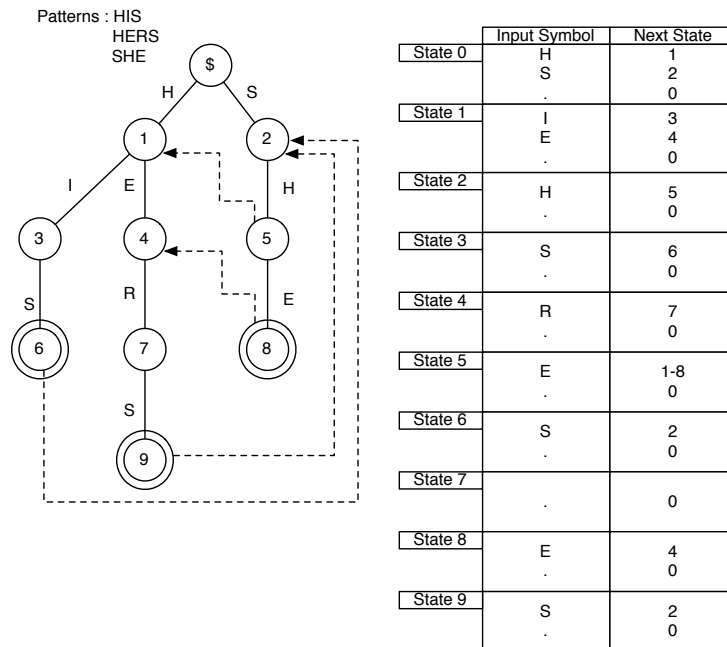 Patterns : HIS
HERS
SHE
$
H
S
1
2
I
E
H
3
4
5
S
R
E
6
7
8
S
9
Input Symbol Next State
State 0
H 1
S 2
. 0
State 1
I 3
E 4
. 0
State 2
H 5
. 0
State 3
S 6
. 0
State 4
R 7
. 0
State 5
E 1-8
. 0
State 6
S 2
. 0
State 7
. 0
State 8
E 4
. 0
State 9
S 2
. 0